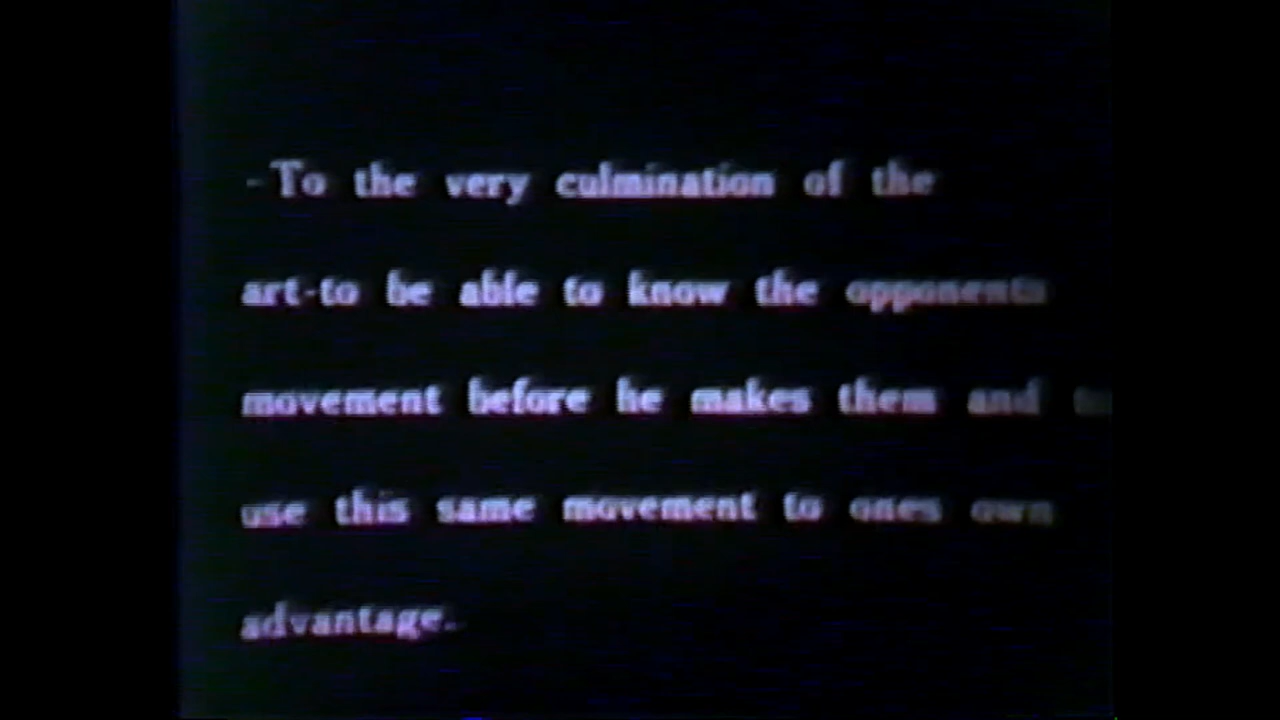 -To the very culmination of the
art-to be able to know the opponents
movement before he makes them and to
use this same movement to ones own
advantage.